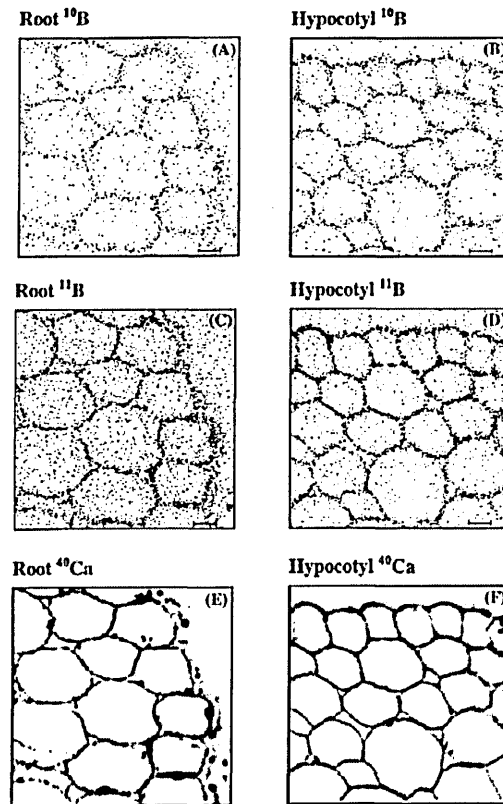 Root ¹⁰B
Hypocotyl ¹⁰B
(A)
(B)
Root ¹¹B
Hypocotyl ¹¹B
(C)
(D)
Root ⁴⁰Ca
Hypocotyl ⁴⁰Ca
(E)
(F)